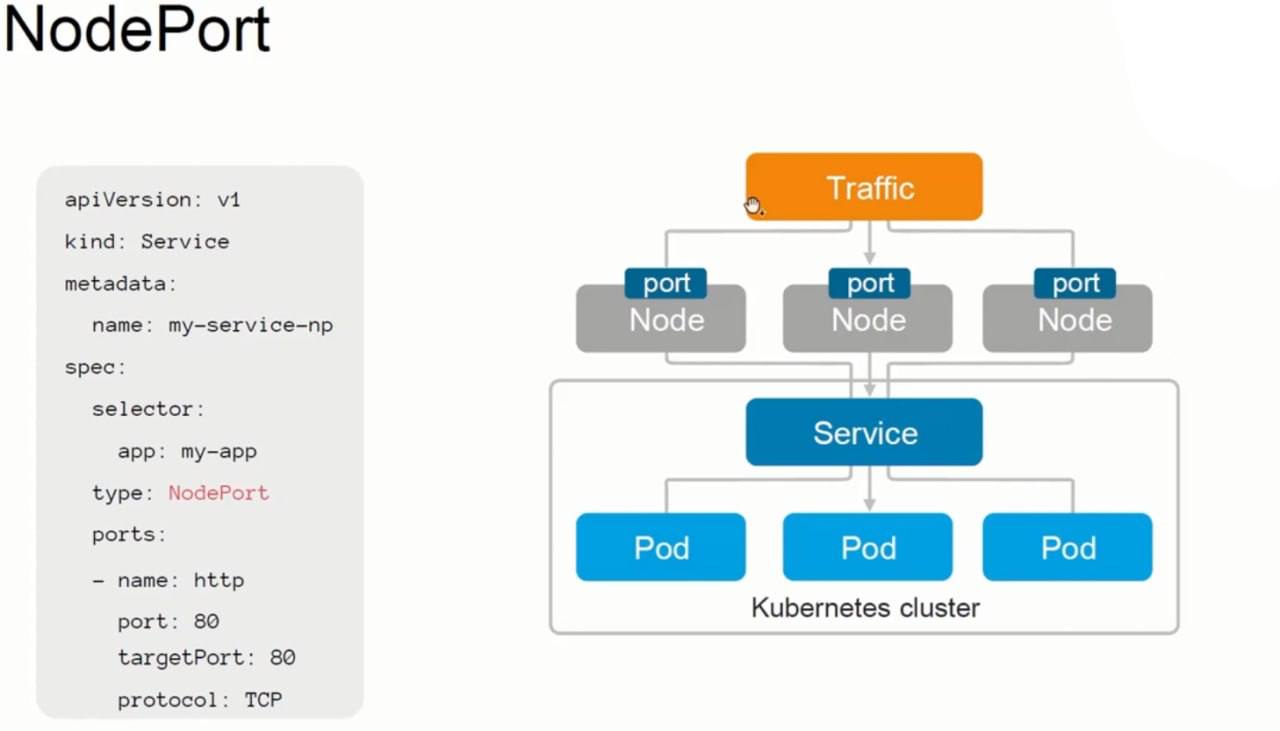 NodePort
apiVersion: v1
kind: Service
metadata:
  name: my-service-np
spec:
  selector:
    app: my-app
  type: NodePort
  ports:
  - name: http
    port: 80
    targetPort: 80
    protocol: TCP
Traffic
port port port
Node Node Node
Service
Pod Pod Pod
Kubernetes cluster